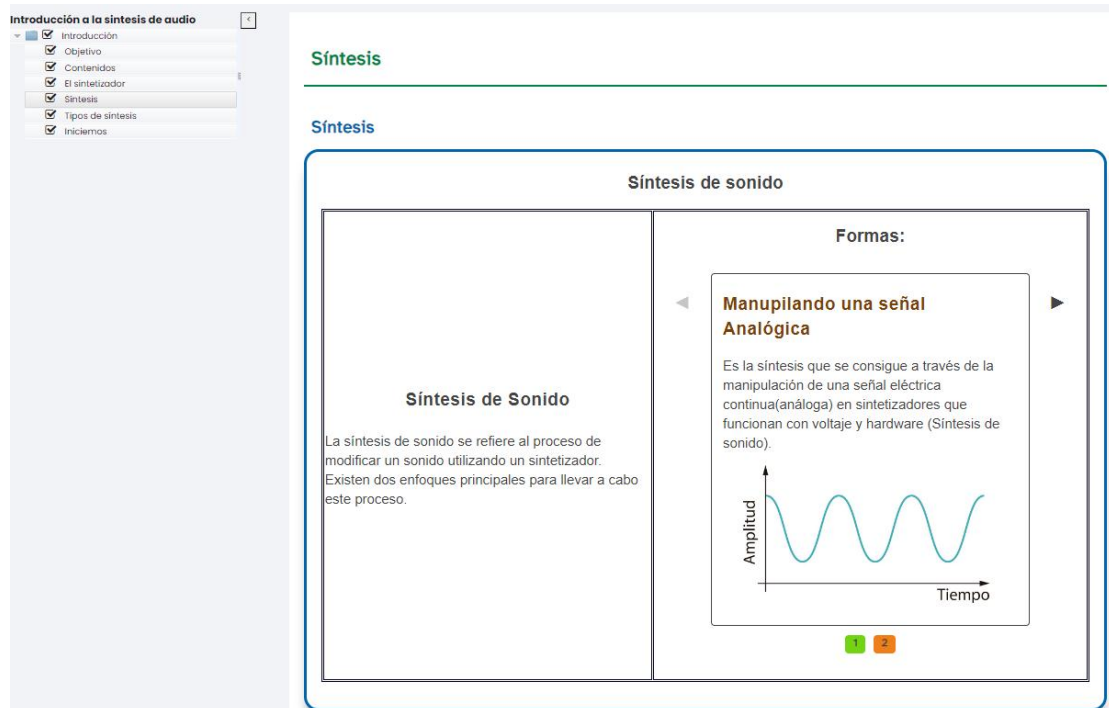 Introducción a la sintesis de audio
Introducción
Objetivo
Contenidos
El sintetizador
Sintesis
Tipos de sintesis
Iniciemos
Síntesis
Síntesis
Síntesis de sonido
Síntesis de Sonido
La síntesis de sonido se refiere al proceso de
modificar un sonido utilizando un sintetizador.
Existen dos enfoques principales para llevar a cabo
este proceso.
Formas:
Manupilando una señal
Analógica
Es la síntesis que se consigue a través de la
manipulación de una señal eléctrica
continua(análoga) en sintetizadores que
funcionan con voltaje y hardware (Síntesis de
sonido).
Amplitud
Tiempo
1 2